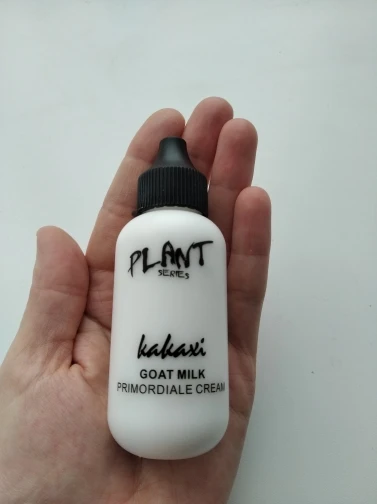 PLANT
SERIES
kakaxi
GOAT MILK
PRIMORDIALE CREAM